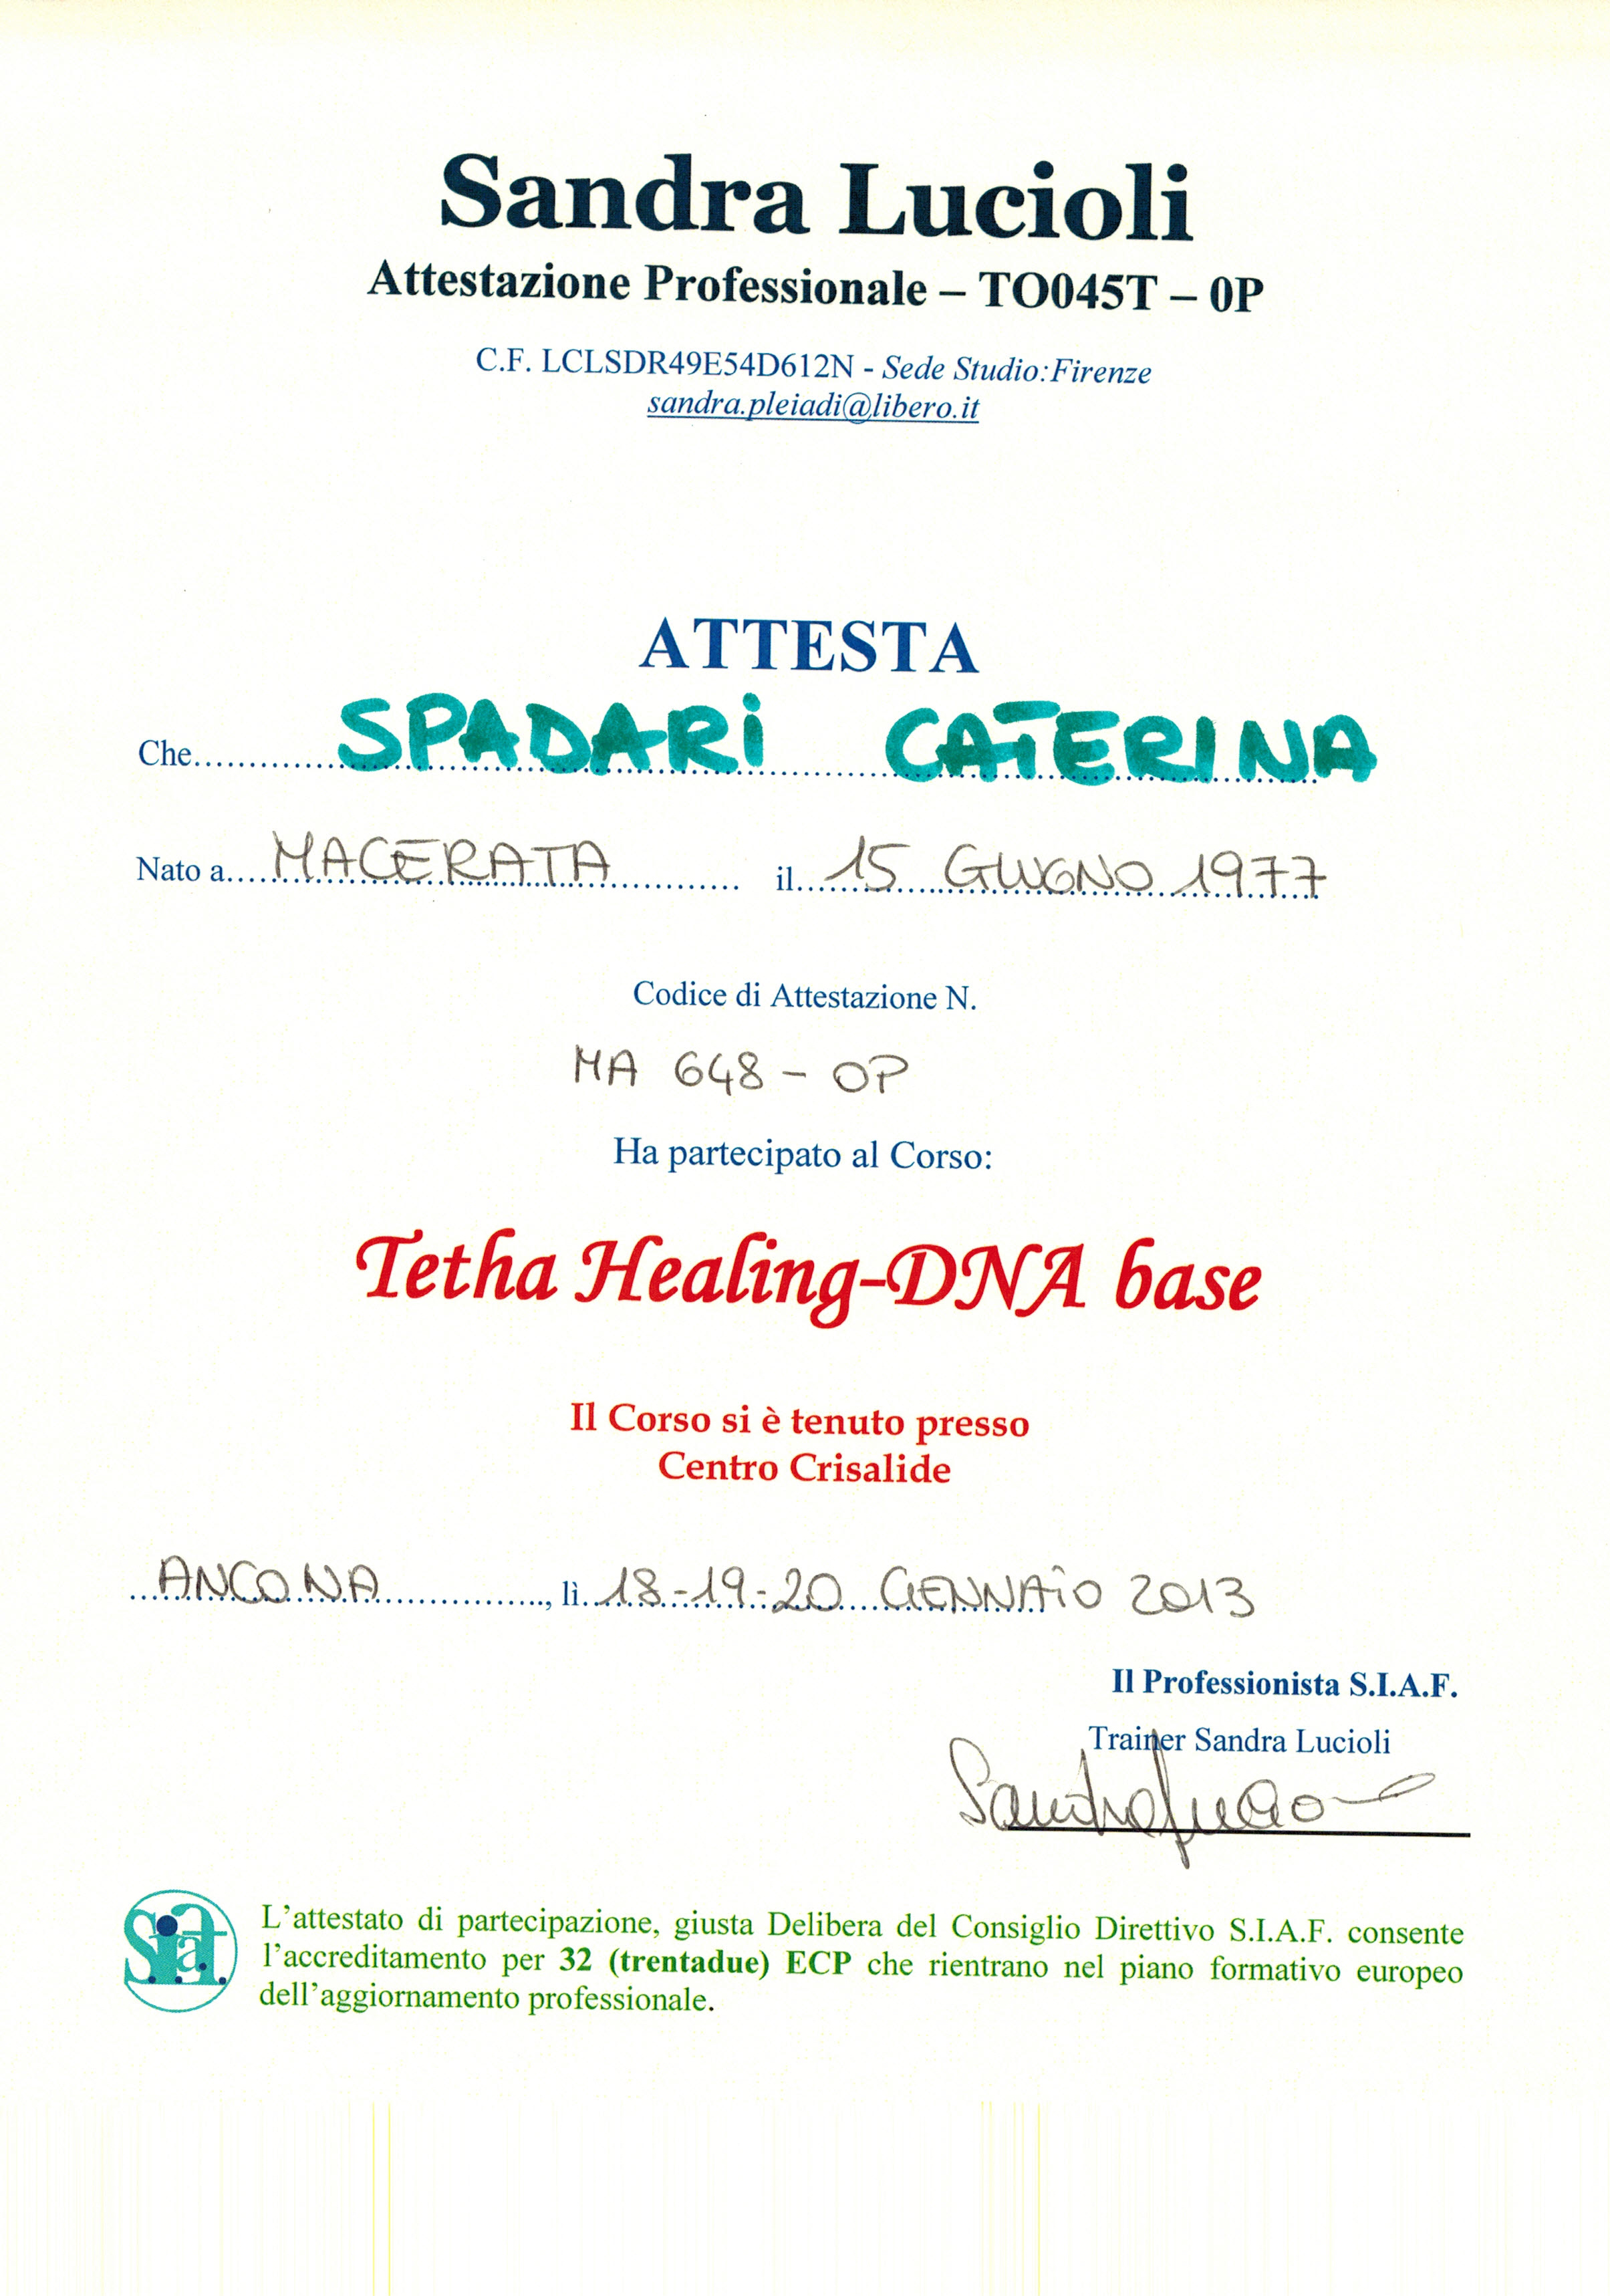 Sandra Lucioli
Attestazione Professionale – TO045T – 0P
C.F. LCLSDR49E54D612N - Sede Studio:Firenze
sandra.pleiadi@libero.it
ATTESTA
Che SPADARI CATERINA
Nato a MACERATA il 15 GIUGNO 1977
Codice di Attestazione N.
MA 648 - OP
Ha partecipato al Corso:
Tetha Healing-DNA base
Il Corso si è tenuto presso
Centro Crisalide
ANCONA, lì 18-19-20 GENNAIO 2013
Il Professionista S.I.A.F.
Trainer Sandra Lucioli
Sandra Lucioli
s.i.a.f.
L'attestato di partecipazione, giusta Delibera del Consiglio Direttivo S.I.A.F. consente
l'accreditamento per 32 (trentadue) ECP che rientrano nel piano formativo europeo
dell'aggiornamento professionale.